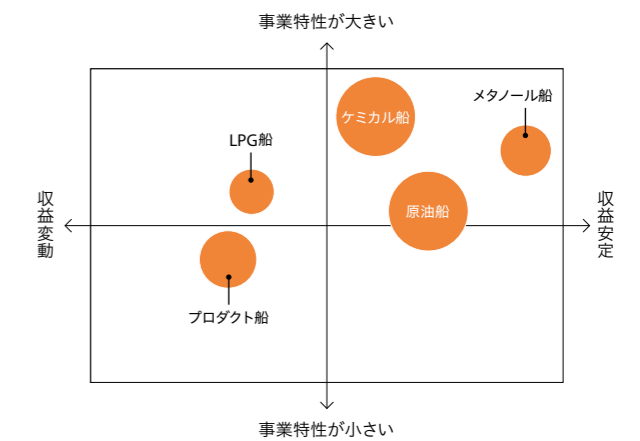 事業特性が大きい
メタノール船
ケミカル船
LPG船
収益変動
原油船
収益安定
プロダクト船
事業特性が小さい